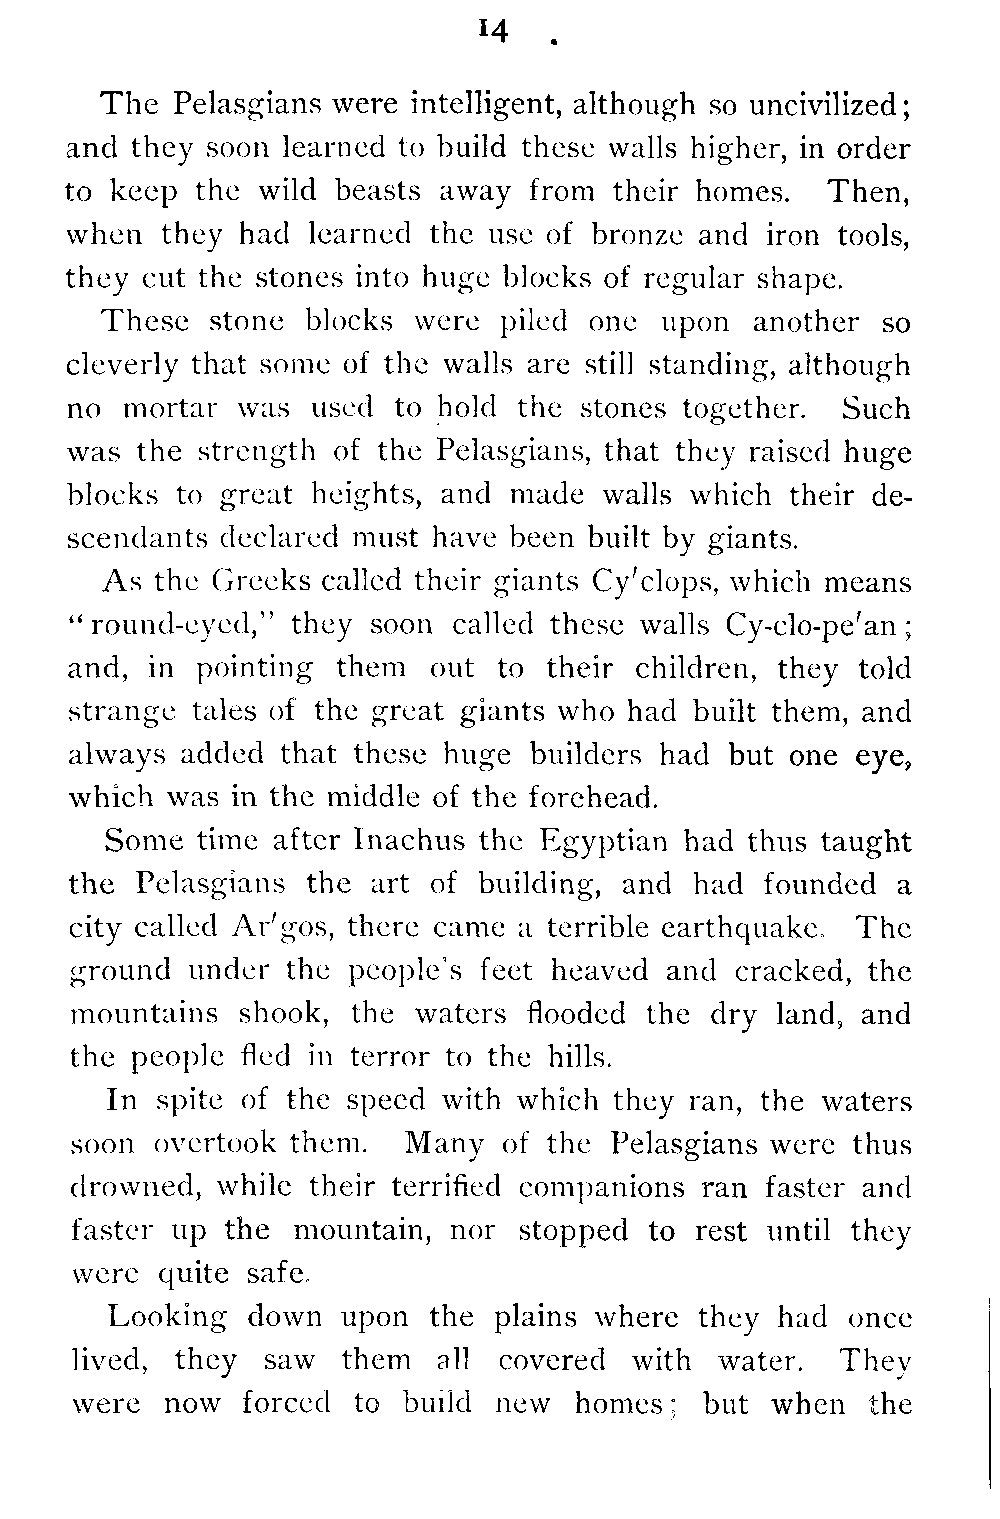 14
The Pelasgians were intelligent, although so uncivilized;
and they soon learned to build these walls higher, in order
to keep the wild beasts away from their homes. Then,
when they had learned the use of bronze and iron tools,
they cut the stones into huge blocks of regular shape.
These stone blocks were piled one upon another so
cleverly that some of the walls are still standing, although
no mortar was used to hold the stones together. Such
was the strength of the Pelasgians, that they raised huge
blocks to great heights, and made walls which their de-
scendants declared must have been built by giants.
As the Greeks called their giants Cy′clops, which means
“round-eyed,” they soon called these walls Cy-clo-pe′an;
and, in pointing them out to their children, they told
strange tales of the great giants who had built them, and
always added that these huge builders had but one eye,
which was in the middle of the forehead.
Some time after Inachus the Egyptian had thus taught
the Pelasgians the art of building, and had founded a
city called Ar′gos, there came a terrible earthquake. The
ground under the people's feet heaved and cracked, the
mountains shook, the waters flooded the dry land, and
the people fled in terror to the hills.
In spite of the speed with which they ran, the waters
soon overtook them. Many of the Pelasgians were thus
drowned, while their terrified companions ran faster and
faster up the mountain, nor stopped to rest until they
were quite safe.
Looking down upon the plains where they had once
lived, they saw them all covered with water. They
were now forced to build new homes; but when the